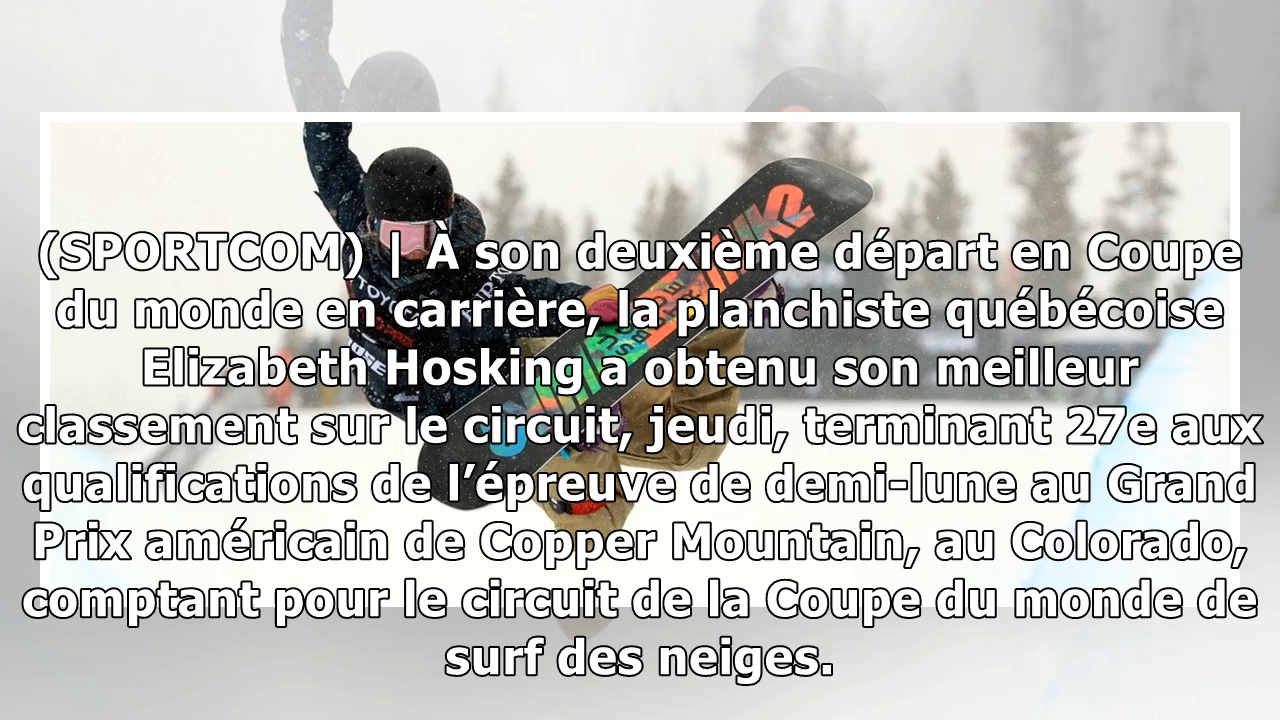 (SPORTCOM) | À son deuxième départ en Coupe
du monde en carrière, la planchiste québécoise
Elizabeth Hosking a obtenu son meilleur
classement sur le circuit, jeudi, terminant 27e aux
qualifications de l’épreuve de demi-lune au Grand
Prix américain de Copper Mountain, au Colorado,
comptant pour le circuit de la Coupe du monde de
surf des neiges.